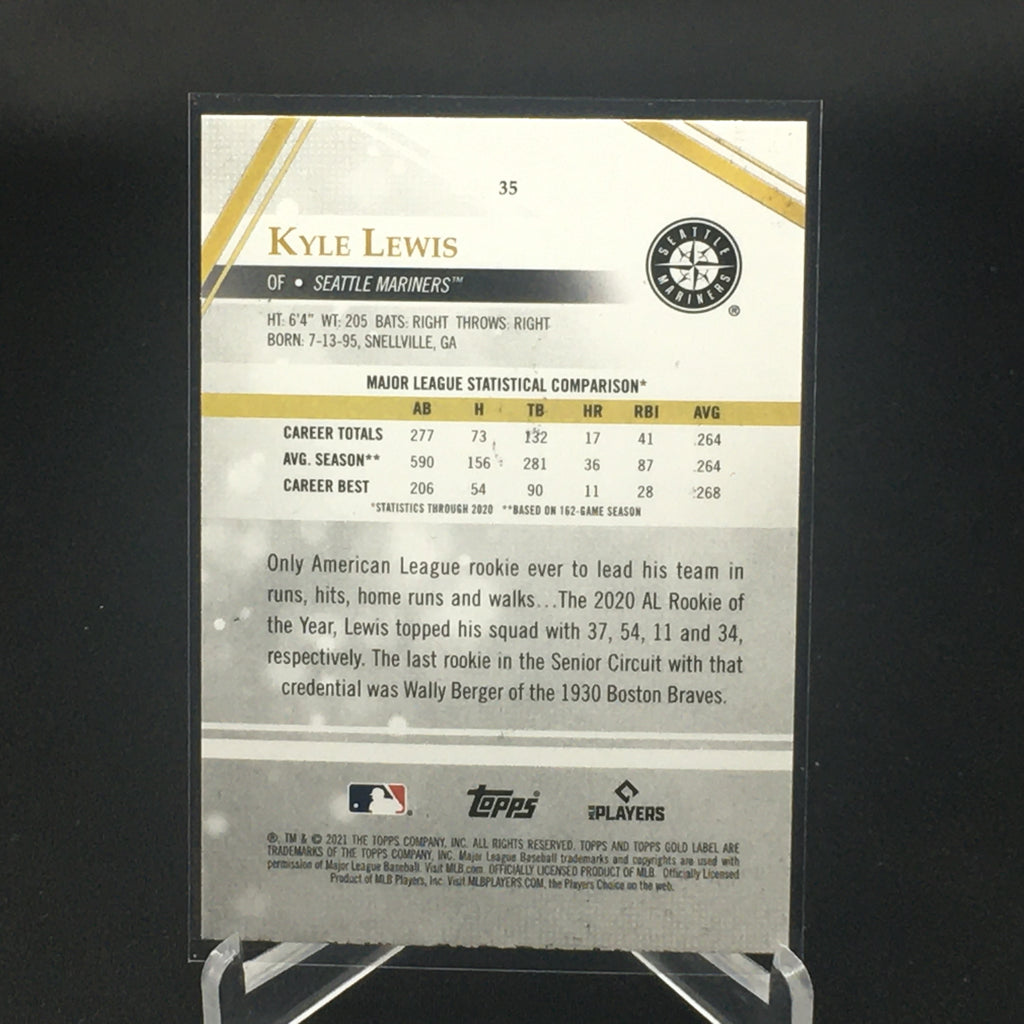 35
KYLE LEWIS
OF • SEATTLE MARINERS™
SEATTLE MARINERS ®
HT: 6'4" WT: 205 BATS: RIGHT THROWS: RIGHT
BORN: 7-13-95, SNELLVILLE, GA
MAJOR LEAGUE STATISTICAL COMPARISON*
AB H TB HR RBI AVG
CAREER TOTALS 277 73 132 17 41 .264
AVG. SEASON** 590 156 281 36 87 .264
CAREER BEST 206 54 90 11 28 .268
*STATISTICS THROUGH 2020 **BASED ON 162-GAME SEASON
Only American League rookie ever to lead his team in
runs, hits, home runs and walks...The 2020 AL Rookie of
the Year, Lewis topped his squad with 37, 54, 11 and 34,
respectively. The last rookie in the Senior Circuit with that
credential was Wally Berger of the 1930 Boston Braves.
topps MLB PLAYERS
®, TM & © 2021 THE TOPPS COMPANY, INC. ALL RIGHTS RESERVED. TOPPS AND TOPPS GOLD LABEL ARE
TRADEMARKS OF THE TOPPS COMPANY, INC. Major League Baseball trademarks and copyrights are used with
permission of Major League Baseball. Visit MLB.com. OFFICIALLY LICENSED PRODUCT OF MLB. Officially Licensed
Product of MLB Players, Inc. Visit MLBPLAYERS.COM, the Players Choice on the web.